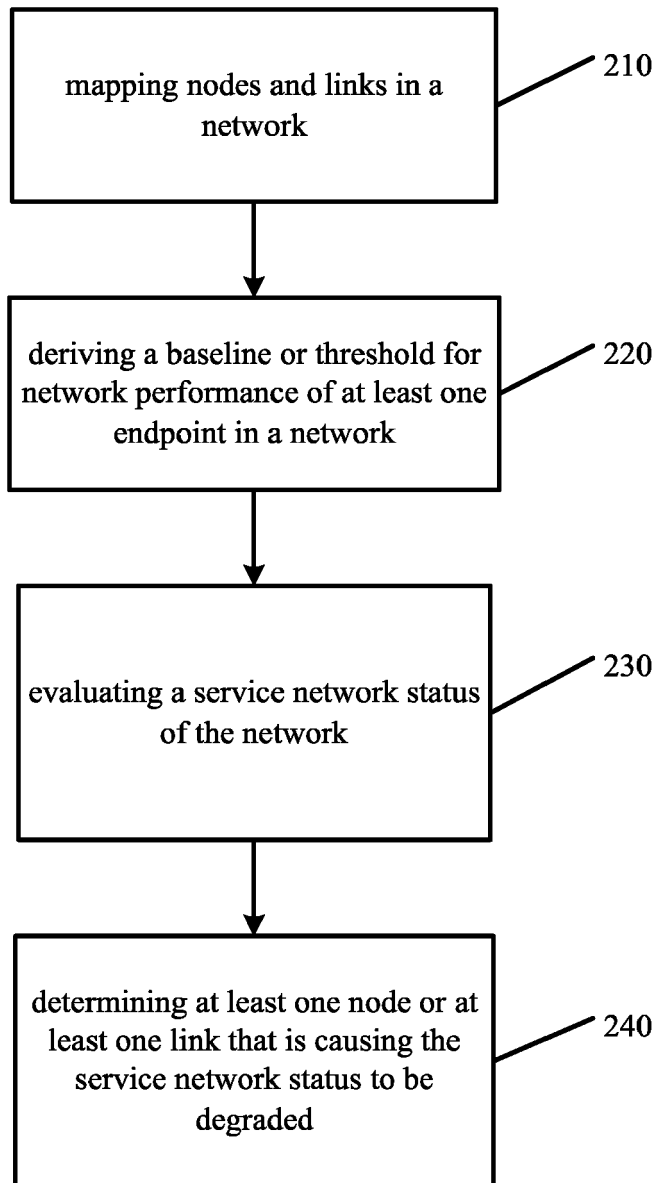 mapping nodes and links in a
network
210
deriving a baseline or threshold for
network performance of at least one
endpoint in a network
220
evaluating a service network status
of the network
230
determining at least one node or at
least one link that is causing the
service network status to be
degraded
240